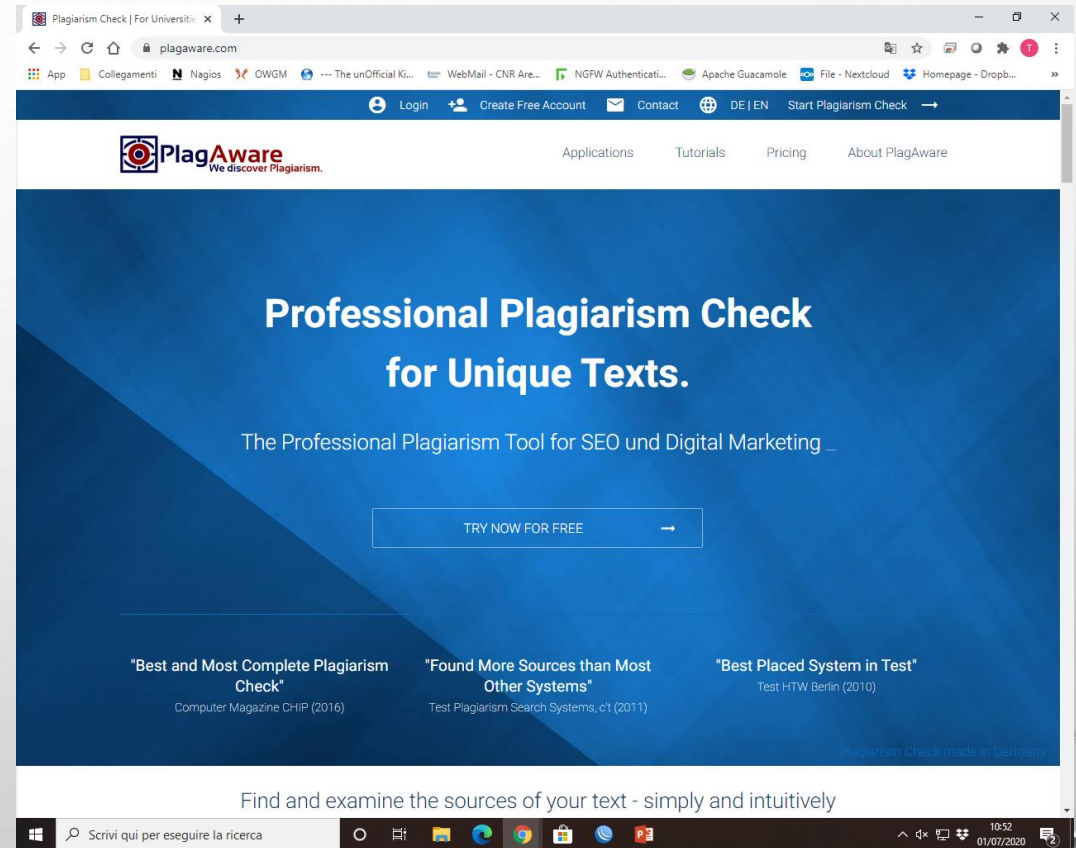 Plagiarism Check | For Universitie
plagaware.com
T
App Collegamenti N Nagios OWGM --- The unOfficial Ki... WebMail - CNR Are... NGFW Authenticati... Apache Guacamole File - Nextcloud Homepage - Dropb... »
Login Create Free Account Contact DE | EN Start Plagiarism Check →
PlagAware
We discover Plagiarism.
Applications Tutorials Pricing About PlagAware
Professional Plagiarism Check
for Unique Texts.
The Professional Plagiarism Tool for SEO und Digital Marketing _
TRY NOW FOR FREE →
"Best and Most Complete Plagiarism
Check"
Computer Magazine CHIP (2016)
"Found More Sources than Most
Other Systems"
Test Plagiarism Search Systems, c't (2011)
"Best Placed System in Test"
Test HTW Berlin (2010)
Plagiarism Check made in Germany
Find and examine the sources of your text - simply and intuitively
Scrivi qui per eseguire la ricerca
10:52
01/07/2020
2